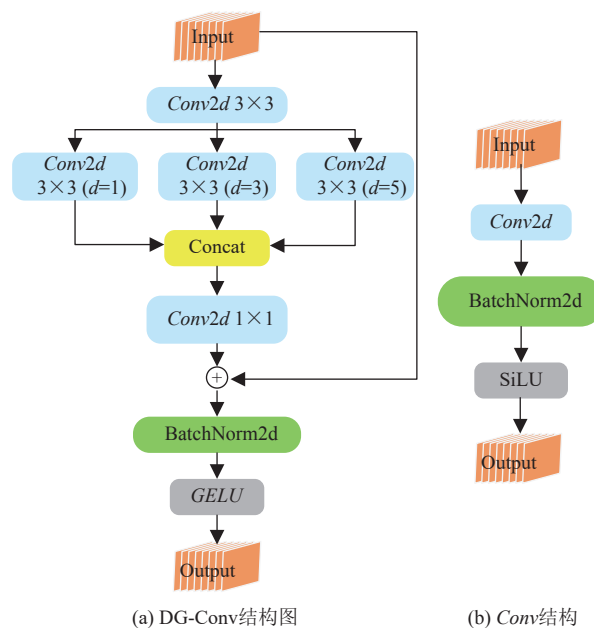 Input
Conv2d 3×3
Conv2d
3×3 (d=1)
Conv2d
3×3 (d=3)
Conv2d
3×3 (d=5)
Concat
Conv2d 1×1
+
BatchNorm2d
GELU
Output
(a) DG-Conv结构图
Input
Conv2d
BatchNorm2d
SiLU
Output
(b) Conv结构